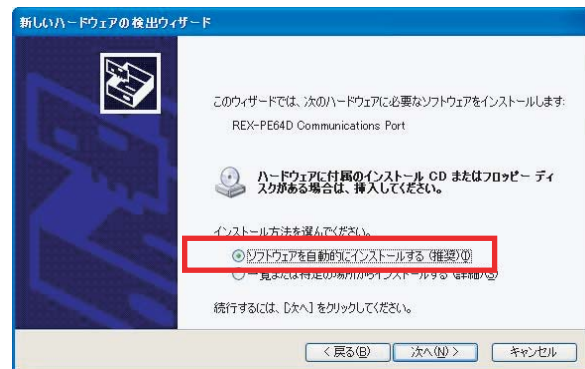 新しいハードウェアの検出ウィザード
このウィザードでは、次のハードウェアに必要なソフトウェアをインストールします:
REX-PE64D Communications Port
ハードウェアに付属のインストール CD またはフロッピー ディ
スクがある場合は、挿入してください。
インストール方法を選んでください。
ソフトウェアを自動的にインストールする (推奨)(I)
一覧または特定の場所からインストールする (詳細)(S)
続行するには、[次へ] をクリックしてください。
< 戻る(B)
次へ(N) >
キャンセル